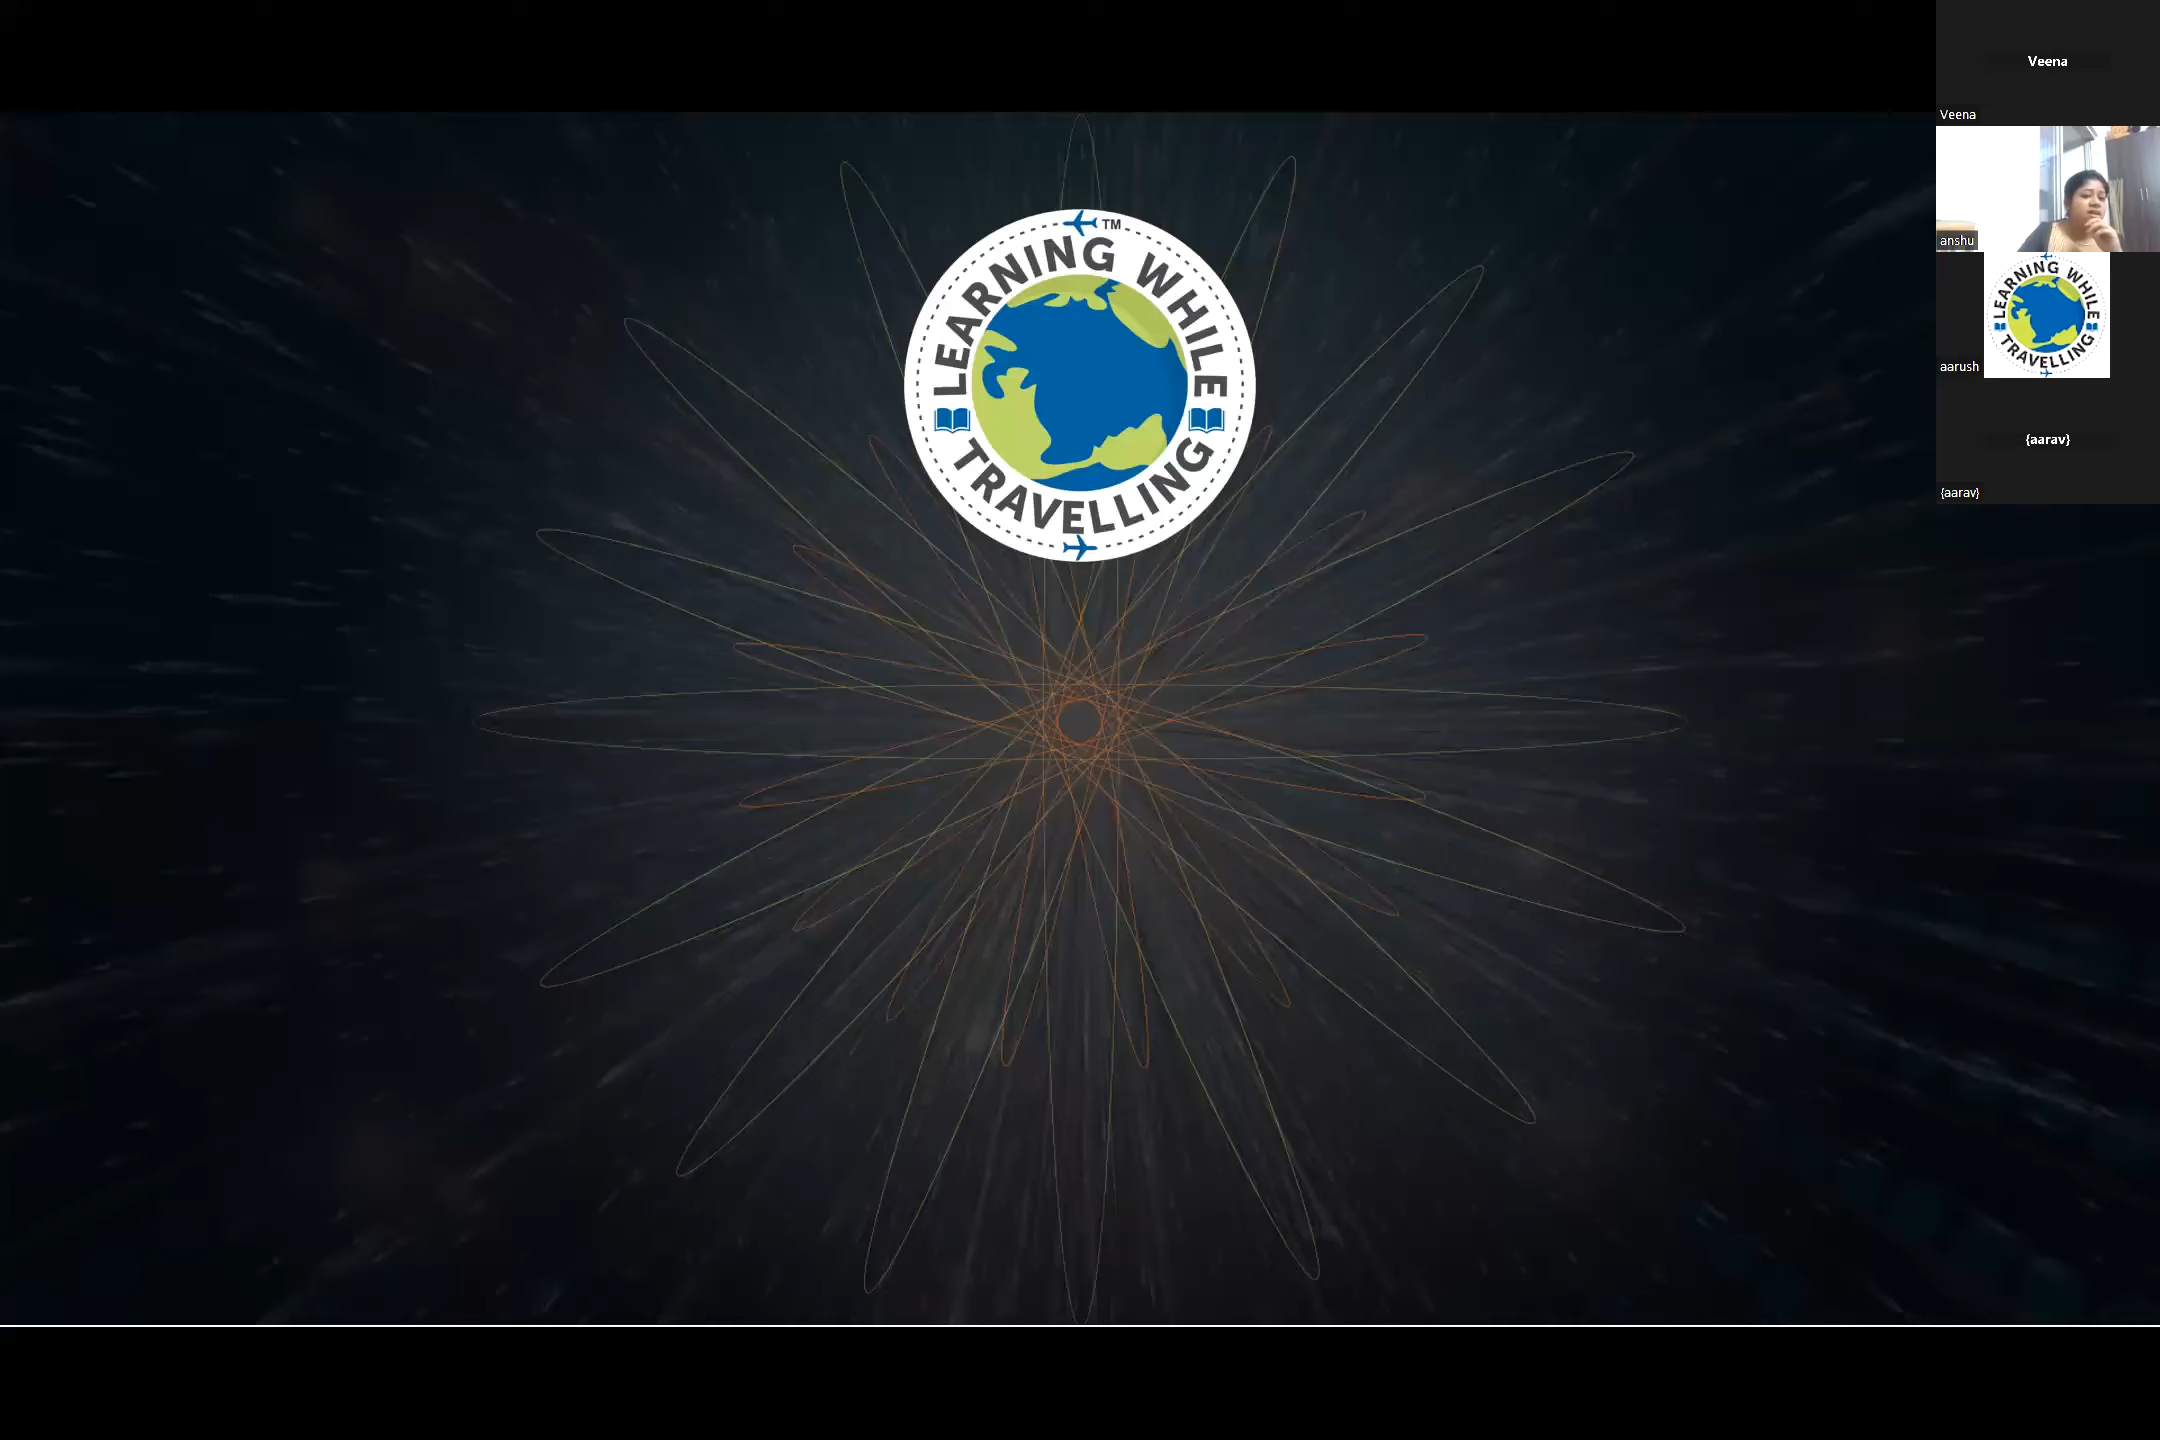 LEARNING WHILE
TRAVELLING
TM
Veena
Veena
anshu
LEARNING WHILE
TRAVELLING
aarush
{aarav}
{aarav}